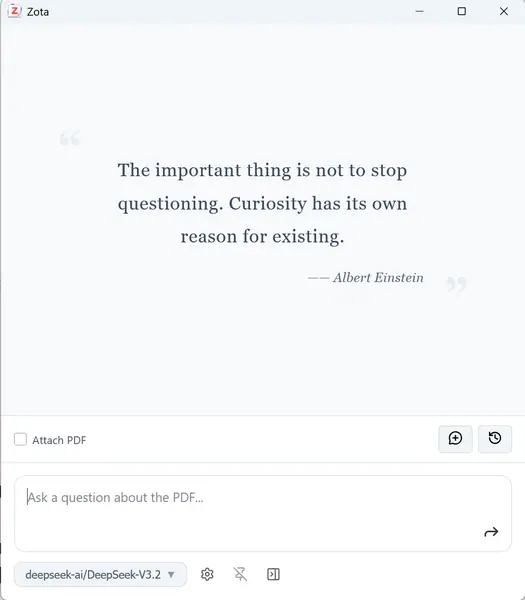 Zota
“
The important thing is not to stop
questioning. Curiosity has its own
reason for existing.
—— Albert Einstein
”
Attach PDF
Ask a question about the PDF...
deepseek-ai/DeepSeek-V3.2 ▼